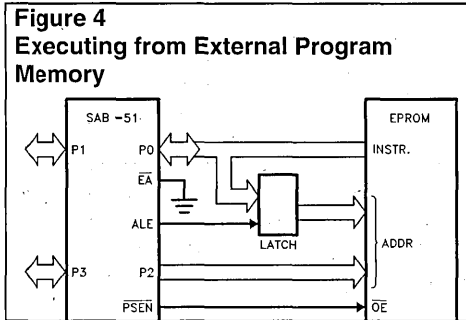 Figure 4
Executing from External Program
Memory
SAB -51
EPROM
P1
P0
INSTR.
EA
ALE
LATCH
ADDR
P3
P2
PSEN
OE